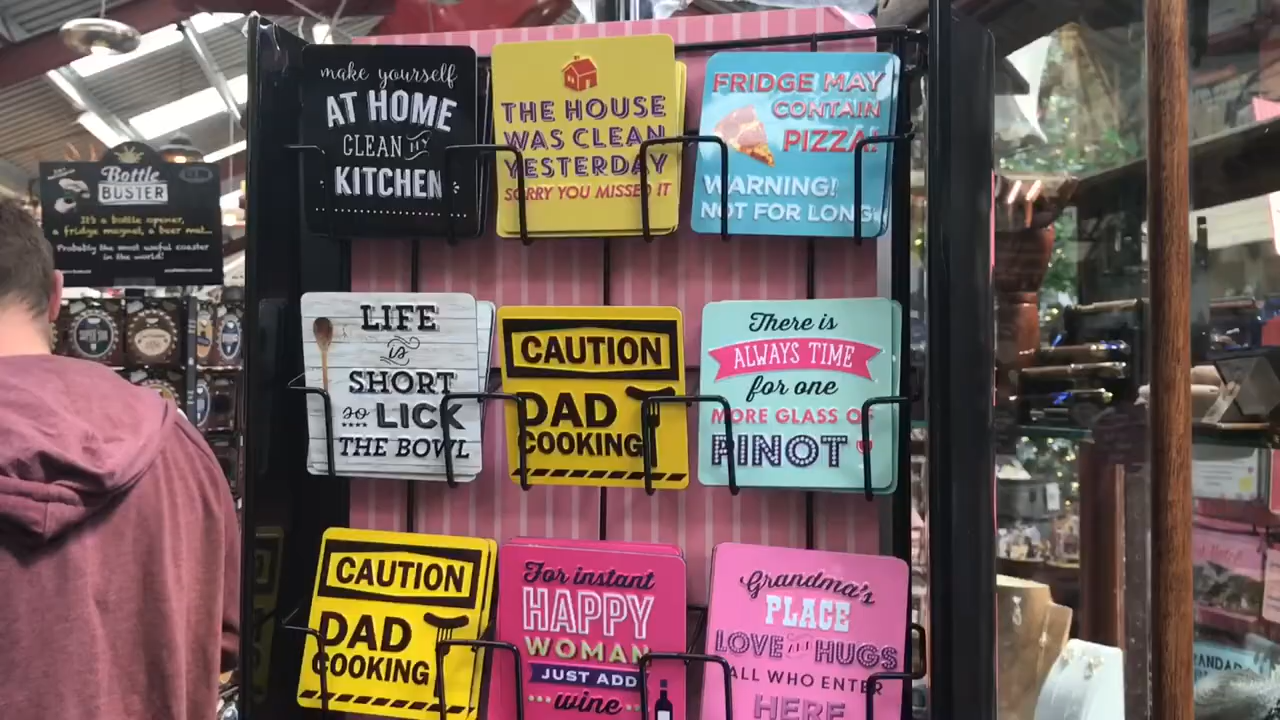 make yourself
AT HOME
CLEAN MY
KITCHEN
THE HOUSE
WAS CLEAN
YESTERDAY
SORRY YOU MISSED IT
FRIDGE MAY
CONTAIN
PIZZA!
WARNING!
NOT FOR LONG
Bottle
BUSTER
It's a bottle opener,
a fridge magnet, a beer mat...
Probably the most useful coaster
in the world!
LIFE
is
SHORT
so LICK
THE BOWL
CAUTION
DAD
COOKING
There is
ALWAYS TIME
for one
MORE GLASS OF
PINOT
CAUTION
DAD
COOKING
For instant
HAPPY
WOMAN
JUST ADD
wine
Grandma's
PLACE
LOVE AND HUGS
ALL WHO ENTER
HERE